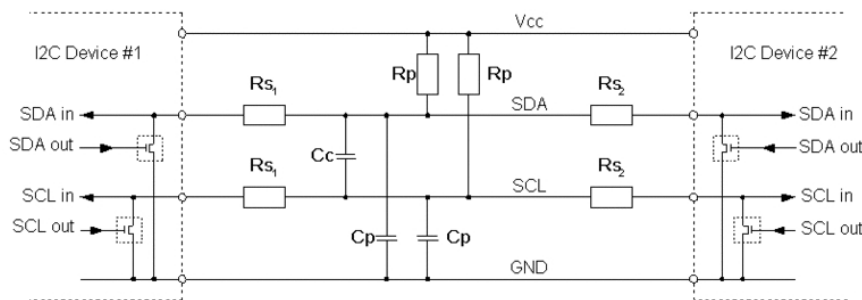 Vcc
I2C Device #1
I2C Device #2
Rp
Rp
Rs1
SDA
Rs2
SDA in
SDA in
SDA out
SDA out
Cc
Rs1
SCL
Rs2
SCL in
SCL in
SCL out
SCL out
Cp
Cp
GND